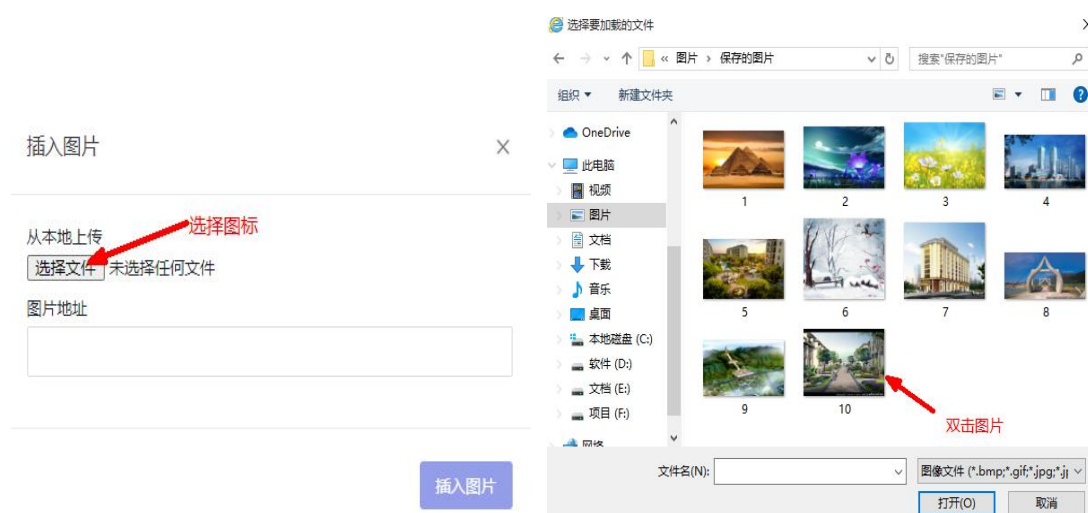 插入图片
从本地上传
选择图标
选择文件 未选择任何文件
图片地址
插入图片
选择要加载的文件
« 图片 › 保存的图片
搜索"保存的图片"
组织 新建文件夹
OneDrive
此电脑
视频
图片
文档
下载
音乐
桌面
本地磁盘 (C:)
软件 (D:)
文档 (E:)
项目 (F:)
网络
1 2 3 4
5 6 7 8
9 10
双击图片
文件名(N):
图像文件 (*.bmp;*.gif;*.jpg;*.j
打开(O) 取消